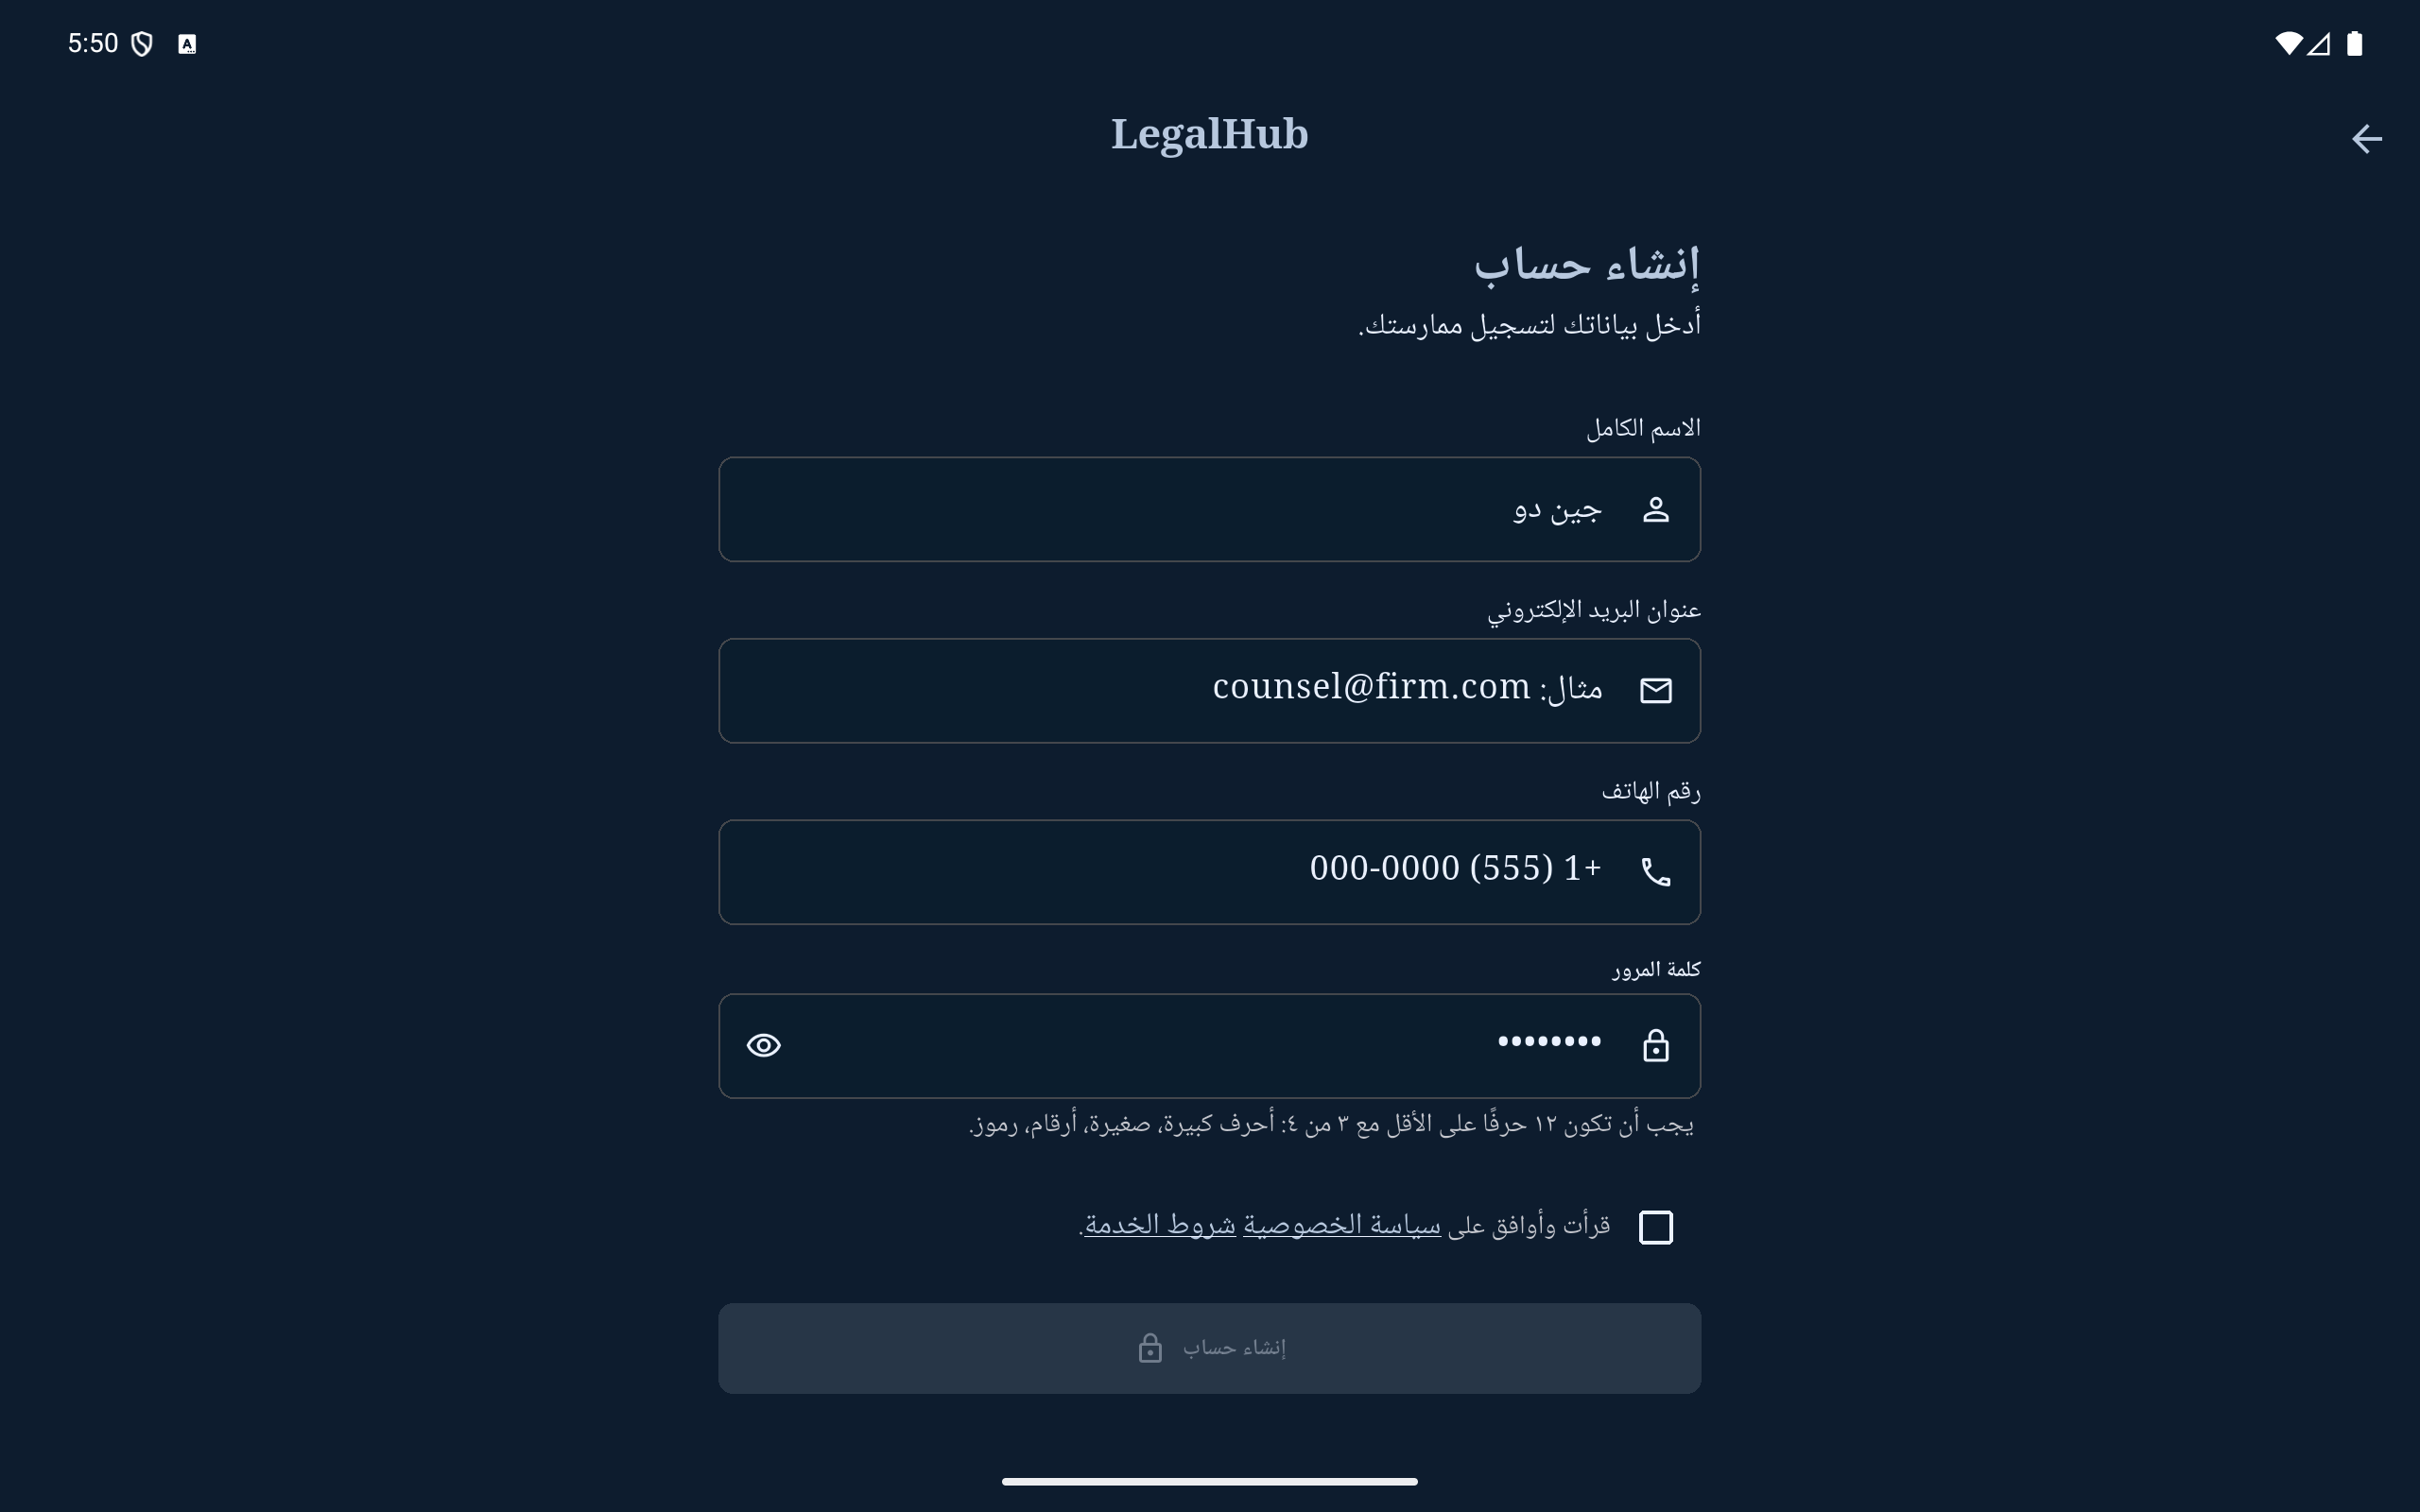 5:50
LegalHub
إنشاء حساب
أدخل بياناتك لتسجيل ممارستك.
الاسم الكامل
جين دو
عنوان البريد الإلكتروني
مثال: counsel@firm.com
رقم الهاتف
+1 (555) 000-0000
كلمة المرور
••••••••
يجب أن تكون ١٢ حرفًا على الأقل مع ٣ من ٤: أحرف كبيرة، صغيرة، أرقام، رموز.
قرأت وأوافق على سياسة الخصوصية شروط الخدمة.
إنشاء حساب